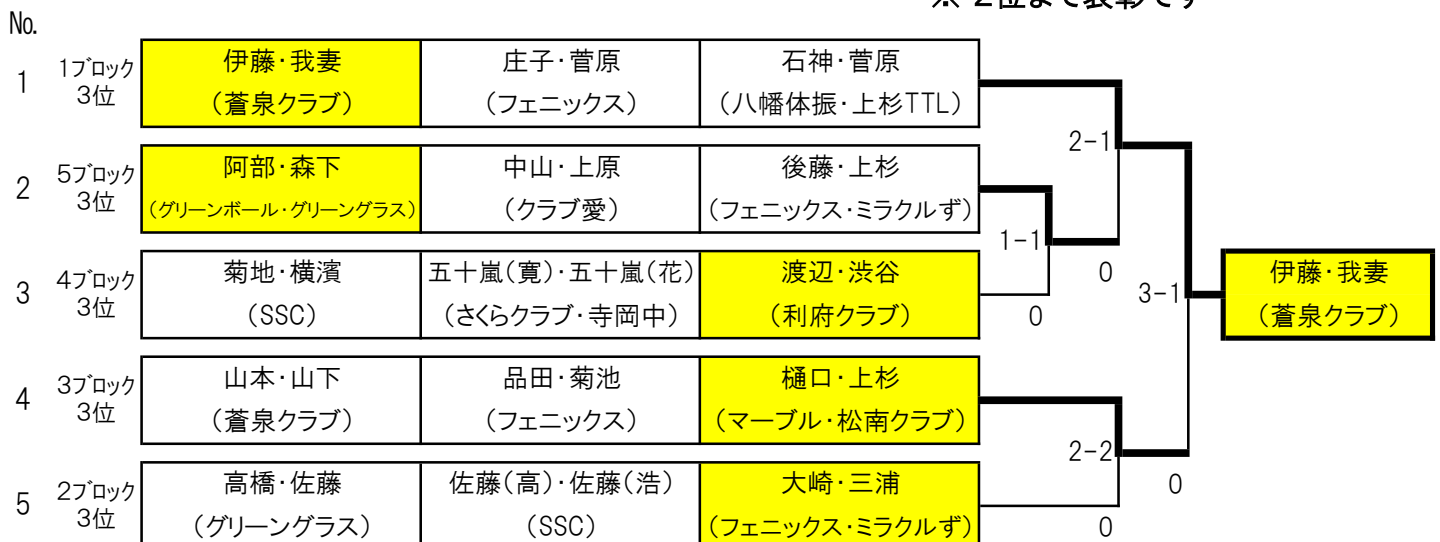 ※ 2位まで表彰です
No.
1 1ブロック 3位 伊藤・我妻 (蒼泉クラブ) 庄子・菅原 (フェニックス) 石神・菅原 (八幡体振・上杉TTL)
2-1
2 5ブロック 3位 阿部・森下 (グリーンボール・グリーングラス) 中山・上原 (クラブ愛) 後藤・上杉 (フェニックス・ミラクルず)
1-1
0
3 4ブロック 3位 菊地・横濱 (SSC) 五十嵐(寛)・五十嵐(花) (さくらクラブ・寺岡中) 渡辺・渋谷 (利府クラブ)
0
3-1
伊藤・我妻
(蒼泉クラブ)
4 3ブロック 3位 山本・山下 (蒼泉クラブ) 品田・菊池 (フェニックス) 樋口・上杉 (マーブル・松南クラブ)
2-2
0
5 2ブロック 3位 高橋・佐藤 (グリーングラス) 佐藤(高)・佐藤(浩) (SSC) 大崎・三浦 (フェニックス・ミラクルず)
0